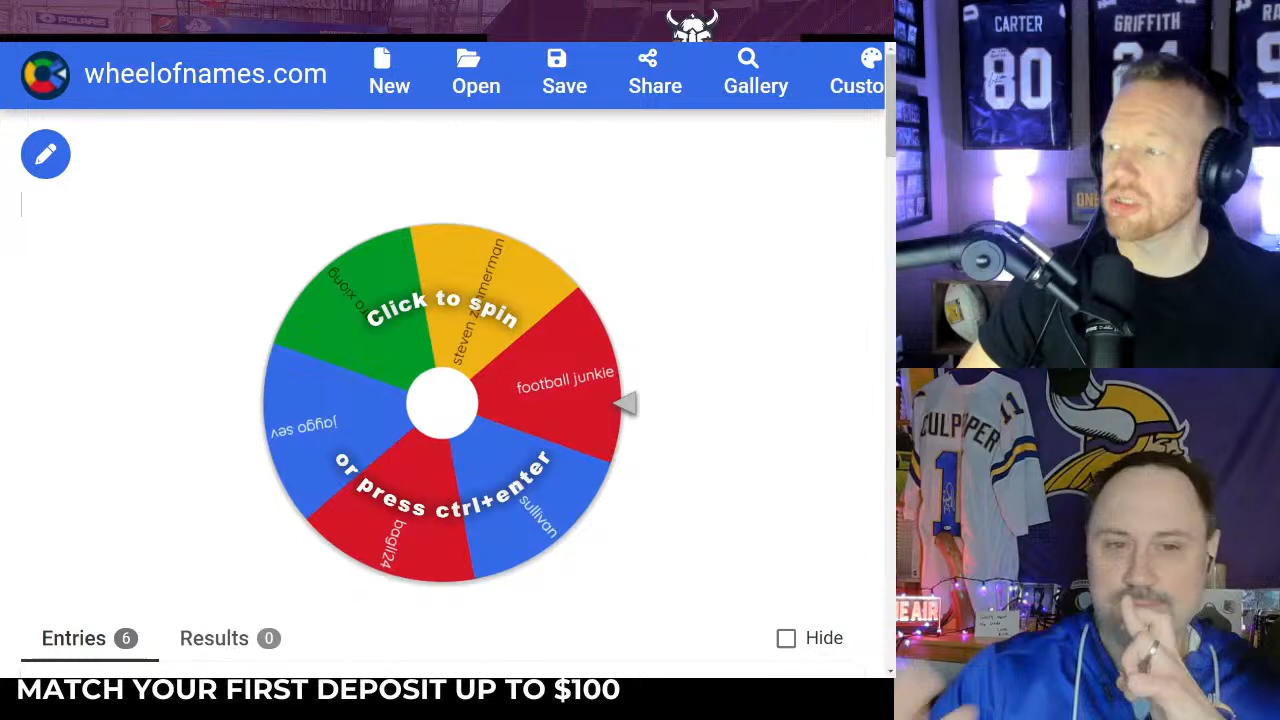 POLARIS
CARTER
80
GRIFFITH
wheelofnames.com
New
Open
Save
Share
Gallery
Custo
Click to spin
or press ctrl+enter
steven zimmerman
football junkie
sullivan
bagli24
jaygo sev
Entries 6
Results 0
Hide
CULPEPPER
11
MATCH YOUR FIRST DEPOSIT UP TO $100